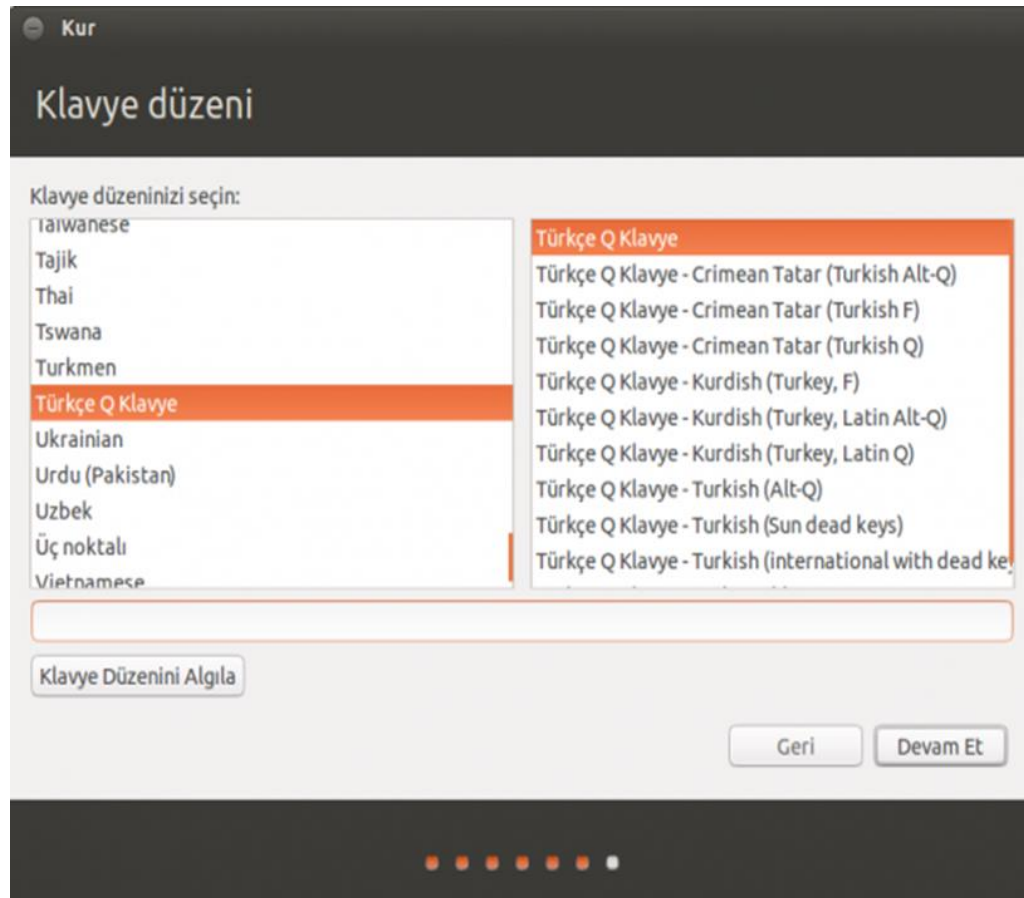 Kur
Klavye düzeni
Klavye düzeninizi seçin:
Taiwanese
Tajik
Thai
Tswana
Turkmen
Türkçe Q Klavye
Ukrainian
Urdu (Pakistan)
Uzbek
Üç noktalı
Vietnamese
Türkçe Q Klavye
Türkçe Q Klavye - Crimean Tatar (Turkish Alt-Q)
Türkçe Q Klavye - Crimean Tatar (Turkish F)
Türkçe Q Klavye - Crimean Tatar (Turkish Q)
Türkçe Q Klavye - Kurdish (Turkey, F)
Türkçe Q Klavye - Kurdish (Turkey, Latin Alt-Q)
Türkçe Q Klavye - Kurdish (Turkey, Latin Q)
Türkçe Q Klavye - Turkish (Alt-Q)
Türkçe Q Klavye - Turkish (Sun dead keys)
Türkçe Q Klavye - Turkish (international with dead ke
Klavye Düzenini Algıla
Geri
Devam Et